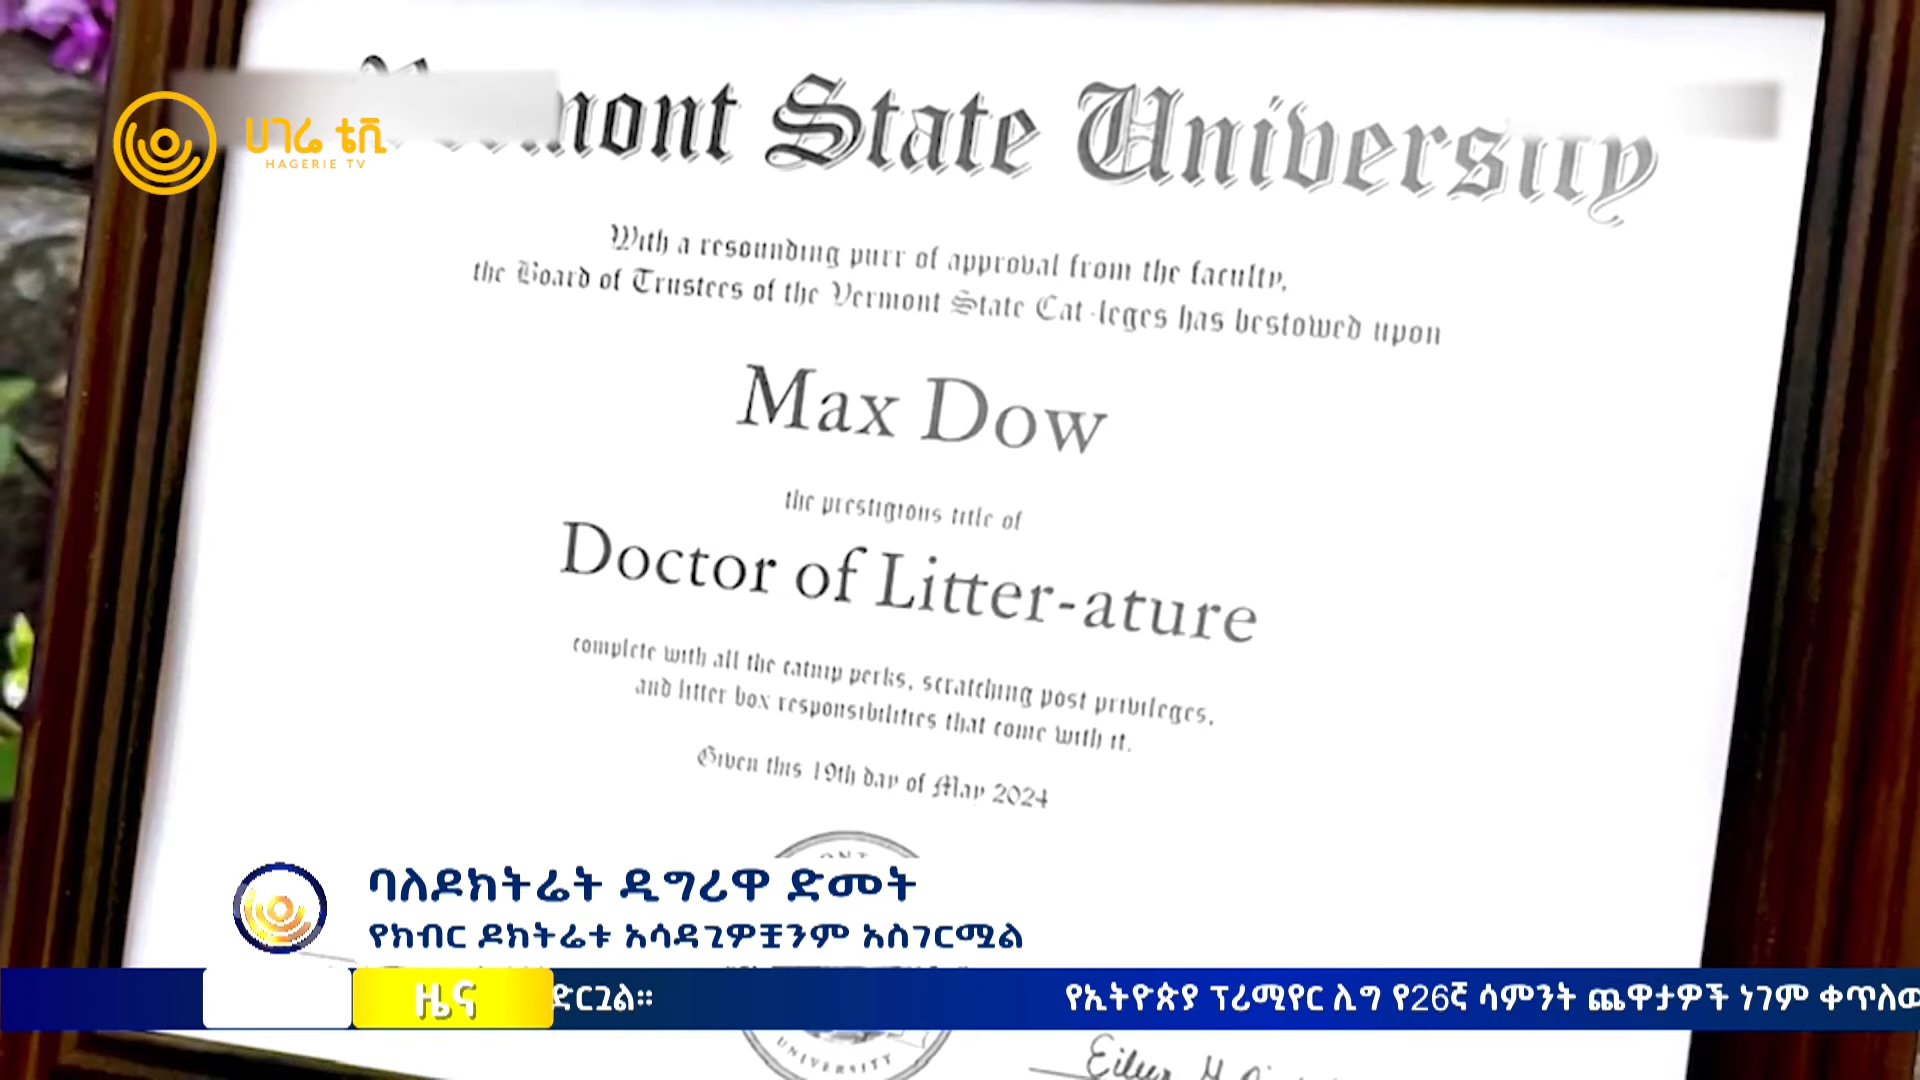 Vermont State University
ሀገሬ ቲቪ
HAGERIE TV
With a resounding purr of approval from the faculty,
the Board of Trustees of the Vermont State Cat-leges has bestowed upon
Max Dow
the prestigious title of
Doctor of Litter-ature
complete with all the catnip perks, scratching post privileges,
and litter box responsibilities that come with it.
Given this 19th day of May 2024
ባለዶክትሬት ዲግሪዋ ድመት
የክብር ዶክትሬቱ አሳዳጊዎቿንም አስገርሟል
ዜና
ድርጓል። የኢትዮጵያ ፕሪሚየር ሊግ የ26ኛ ሳምንት ጨዋታዎች ነገም ቀጥለው
UNIVERSITY